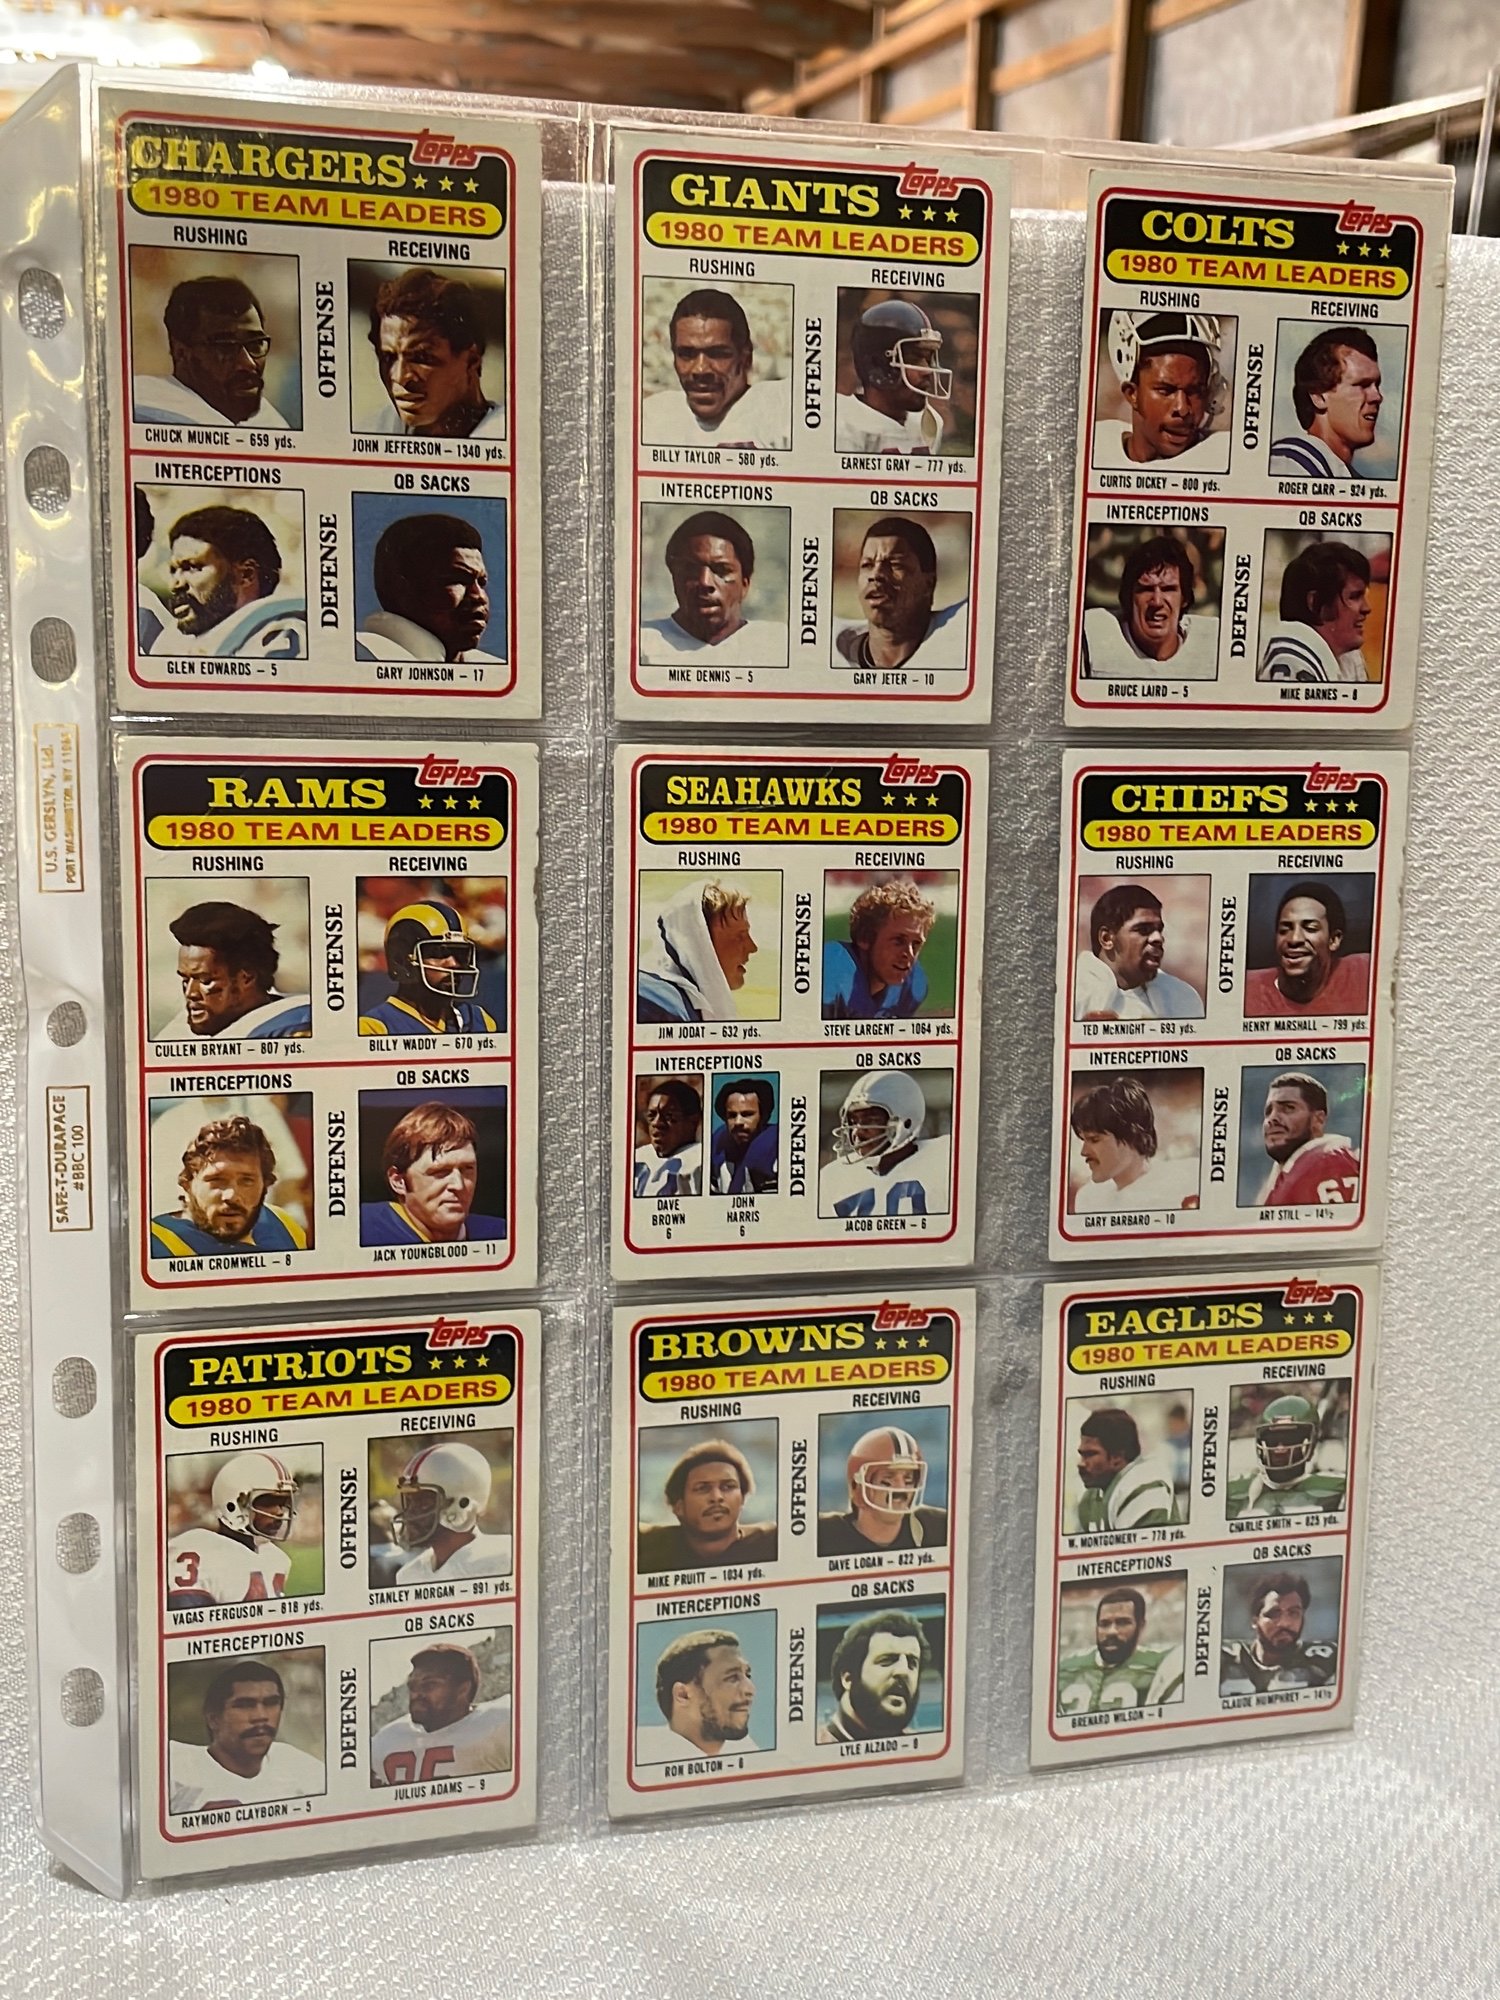 CHARGERS topps
1980 TEAM LEADERS
RUSHING RECEIVING
OFFENSE
CHUCK MUNCIE – 659 yds. JOHN JEFFERSON – 1340 yds.
INTERCEPTIONS QB SACKS
DEFENSE
GLEN EDWARDS – 5 GARY JOHNSON – 17
GIANTS topps
1980 TEAM LEADERS
RUSHING RECEIVING
OFFENSE
BILLY TAYLOR – 580 yds. EARNEST GRAY – 777 yds.
INTERCEPTIONS QB SACKS
DEFENSE
MIKE DENNIS – 5 GARY JETER – 10
COLTS topps
1980 TEAM LEADERS
RUSHING RECEIVING
OFFENSE
CURTIS DICKEY – 800 yds. ROGER CARR – 924 yds.
INTERCEPTIONS QB SACKS
DEFENSE
BRUCE LAIRD – 5 MIKE BARNES – 8
RAMS topps
1980 TEAM LEADERS
RUSHING RECEIVING
OFFENSE
CULLEN BRYANT – 807 yds. BILLY WADDY – 670 yds.
INTERCEPTIONS QB SACKS
DEFENSE
NOLAN CROMWELL – 8 JACK YOUNGBLOOD – 11
SEAHAWKS topps
1980 TEAM LEADERS
RUSHING RECEIVING
OFFENSE
JIM JODAT – 632 yds. STEVE LARGENT – 1064 yds.
INTERCEPTIONS QB SACKS
DEFENSE
70
DAVE JOHN
BROWN HARRIS
6 6
JACOB GREEN – 6
CHIEFS topps
1980 TEAM LEADERS
RUSHING RECEIVING
OFFENSE
TED McKNIGHT – 693 yds. HENRY MARSHALL – 799 yds.
INTERCEPTIONS QB SACKS
DEFENSE
67
GARY BARBARO – 10 ART STILL – 14½
PATRIOTS topps
1980 TEAM LEADERS
RUSHING RECEIVING
OFFENSE
3
VAGAS FERGUSON – 818 yds. STANLEY MORGAN – 991 yds.
INTERCEPTIONS QB SACKS
DEFENSE
85
RAYMOND CLAYBORN – 5 JULIUS ADAMS – 9
BROWNS topps
1980 TEAM LEADERS
RUSHING RECEIVING
OFFENSE
MIKE PRUITT – 1034 yds. DAVE LOGAN – 822 yds.
INTERCEPTIONS QB SACKS
DEFENSE
RON BOLTON – 6 LYLE ALZADO – 9
EAGLES topps
1980 TEAM LEADERS
RUSHING RECEIVING
OFFENSE
W. MONTGOMERY – 778 yds. CHARLIE SMITH – 825 yds.
INTERCEPTIONS QB SACKS
DEFENSE
BRENARD WILSON – 6 CLAUDE HUMPHREY – 14½
U.S. GERSLYN, Ltd.
PORT WASHINGTON, NY 11065
SAFE-T-DURAPAGE
#BBC 100